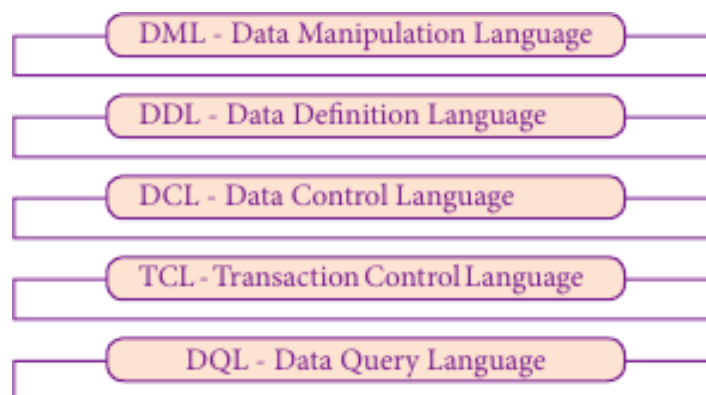 DML - Data Manipulation Language
DDL - Data Definition Language
DCL - Data Control Language
TCL - Transaction Control Language
DQL - Data Query Language